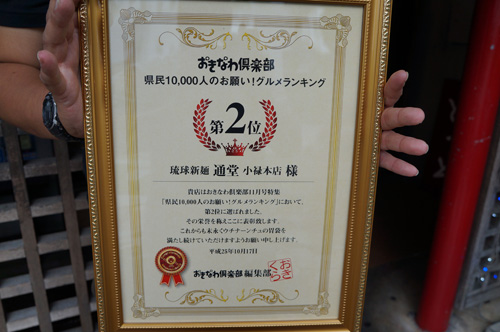 おきなわ倶楽部
県民10,000人のお願い!グルメランキング
第2位
琉球新麺 通堂 小禄本店 様
貴店はおきなわ倶楽部11月号特集
「県民10,000人のお願い!グルメランキング」において、
第2位に選ばれました。
その栄誉を称えここに表彰致します。
これからも末永くウチナーンチュの胃袋を
満たし続けていただきますようお願い申し上げます。
平成25年10月17日
おきなわ倶楽部 編集部
おきくら